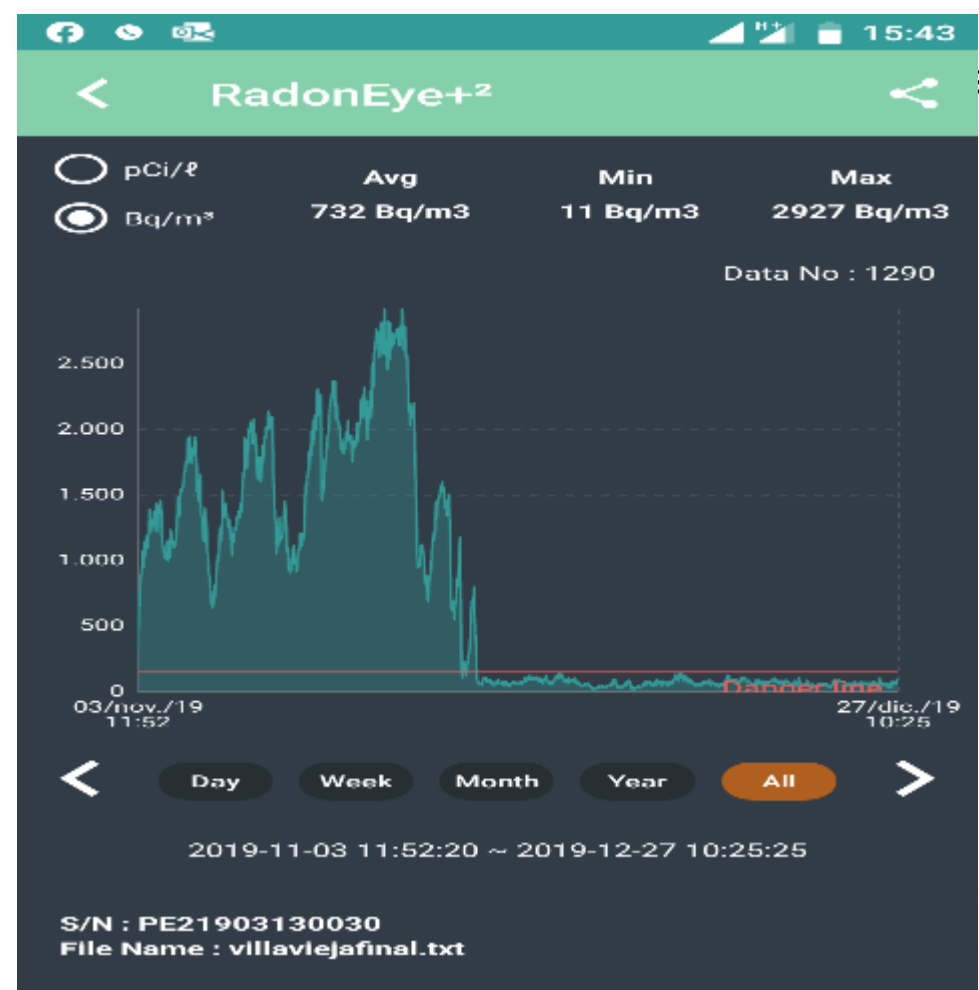 15:43
RadonEye+²
pCi/ℓ
Bq/m³
Avg Min Max
732 Bq/m3 11 Bq/m3 2927 Bq/m3
Data No : 1290
2.500
2.000
1.500
1.000
500
0
Danger line
03/nov./19 27/dic./19
11:52 10:25
Day Week Month Year All
2019-11-03 11:52:20 ~ 2019-12-27 10:25:25
S/N : PE21903130030
File Name : villaviejafinal.txt